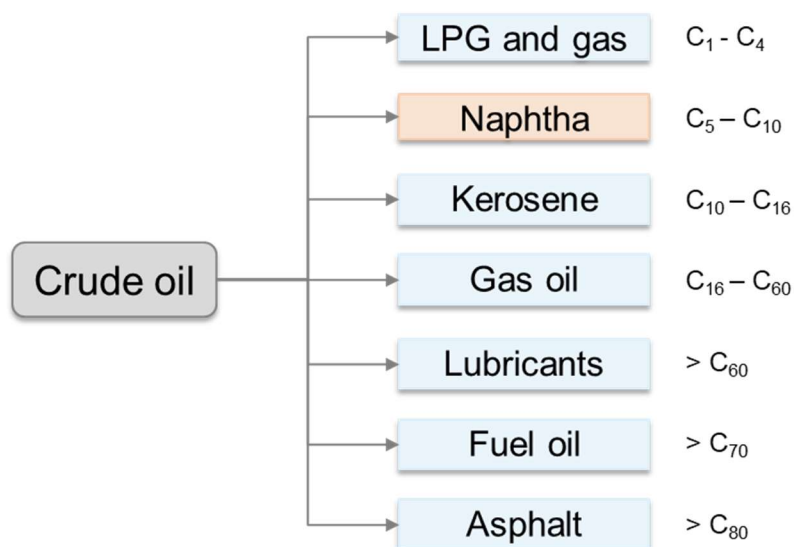 LPG and gas C₁ - C₄
Naphtha C₅ – C₁₀
Kerosene C₁₀ – C₁₆
Crude oil
Gas oil C₁₆ – C₆₀
Lubricants > C₆₀
Fuel oil > C₇₀
Asphalt > C₈₀